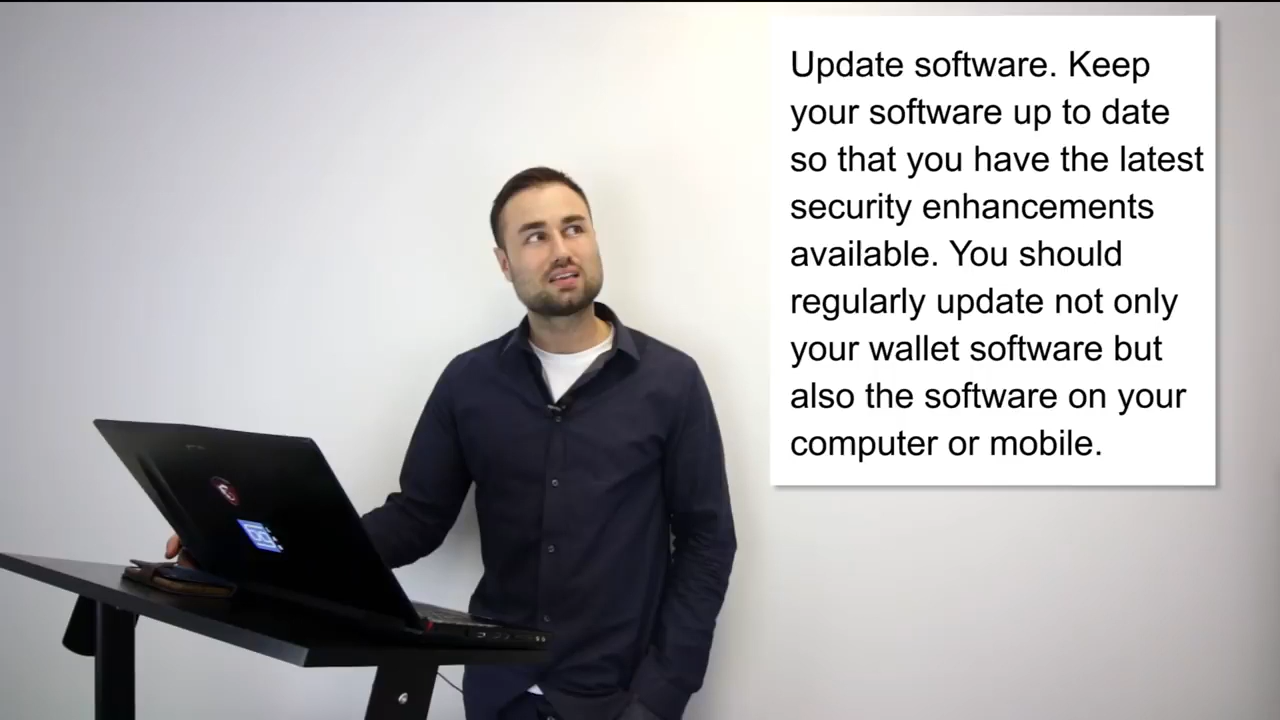 Update software. Keep
your software up to date
so that you have the latest
security enhancements
available. You should
regularly update not only
your wallet software but
also the software on your
computer or mobile.